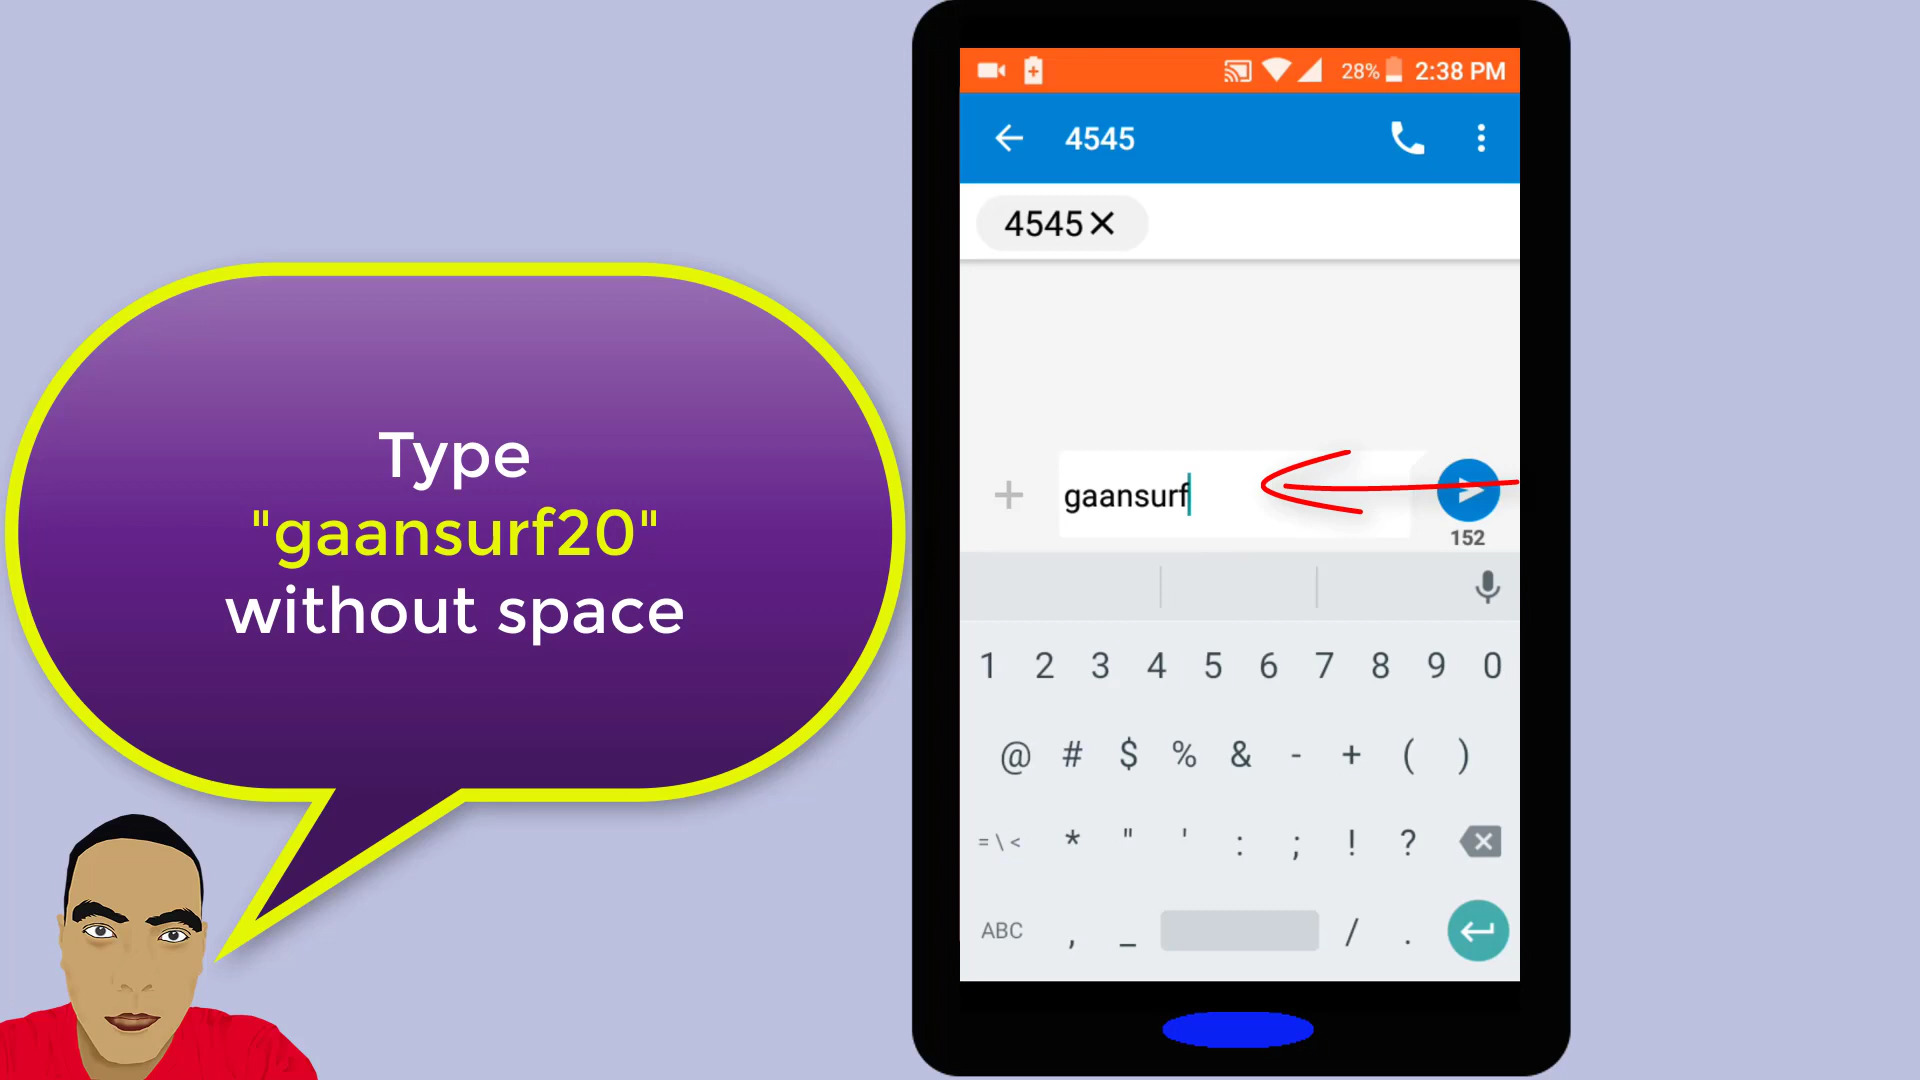 Type
"gaansurf20"
without space
28% 2:38 PM
4545
4545 ✕
gaansurf
152
1 2 3 4 5 6 7 8 9 0
@ # $ % & - + ( )
= \ < * " ' : ; ! ?
ABC , _ / .